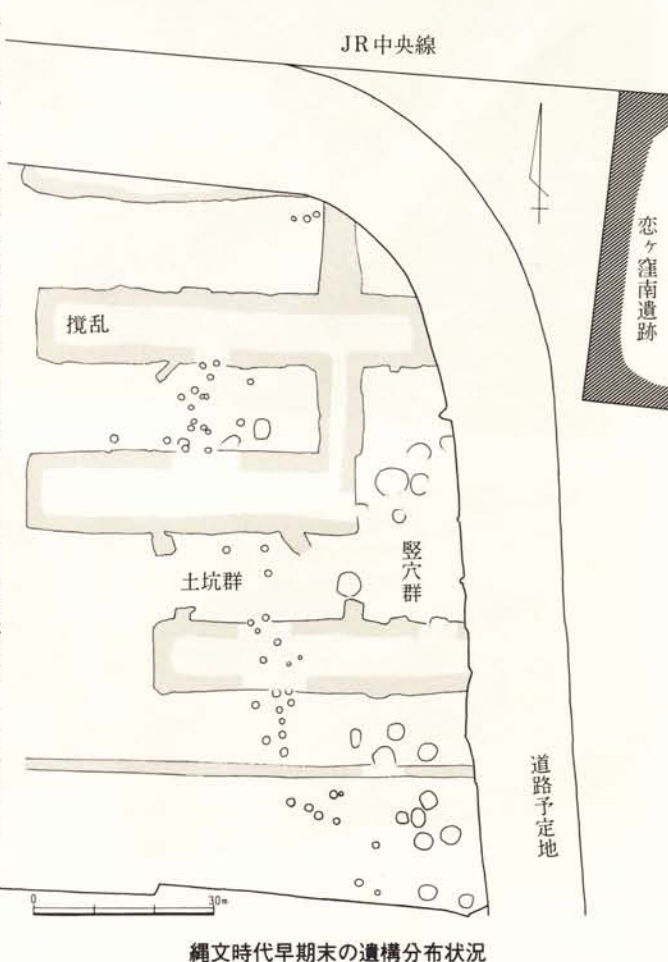 JR中央線
恋ヶ窪南遺跡
撹乱
竪穴群
土坑群
道路予定地
0 30m
縄文時代早期末の遺構分布状況